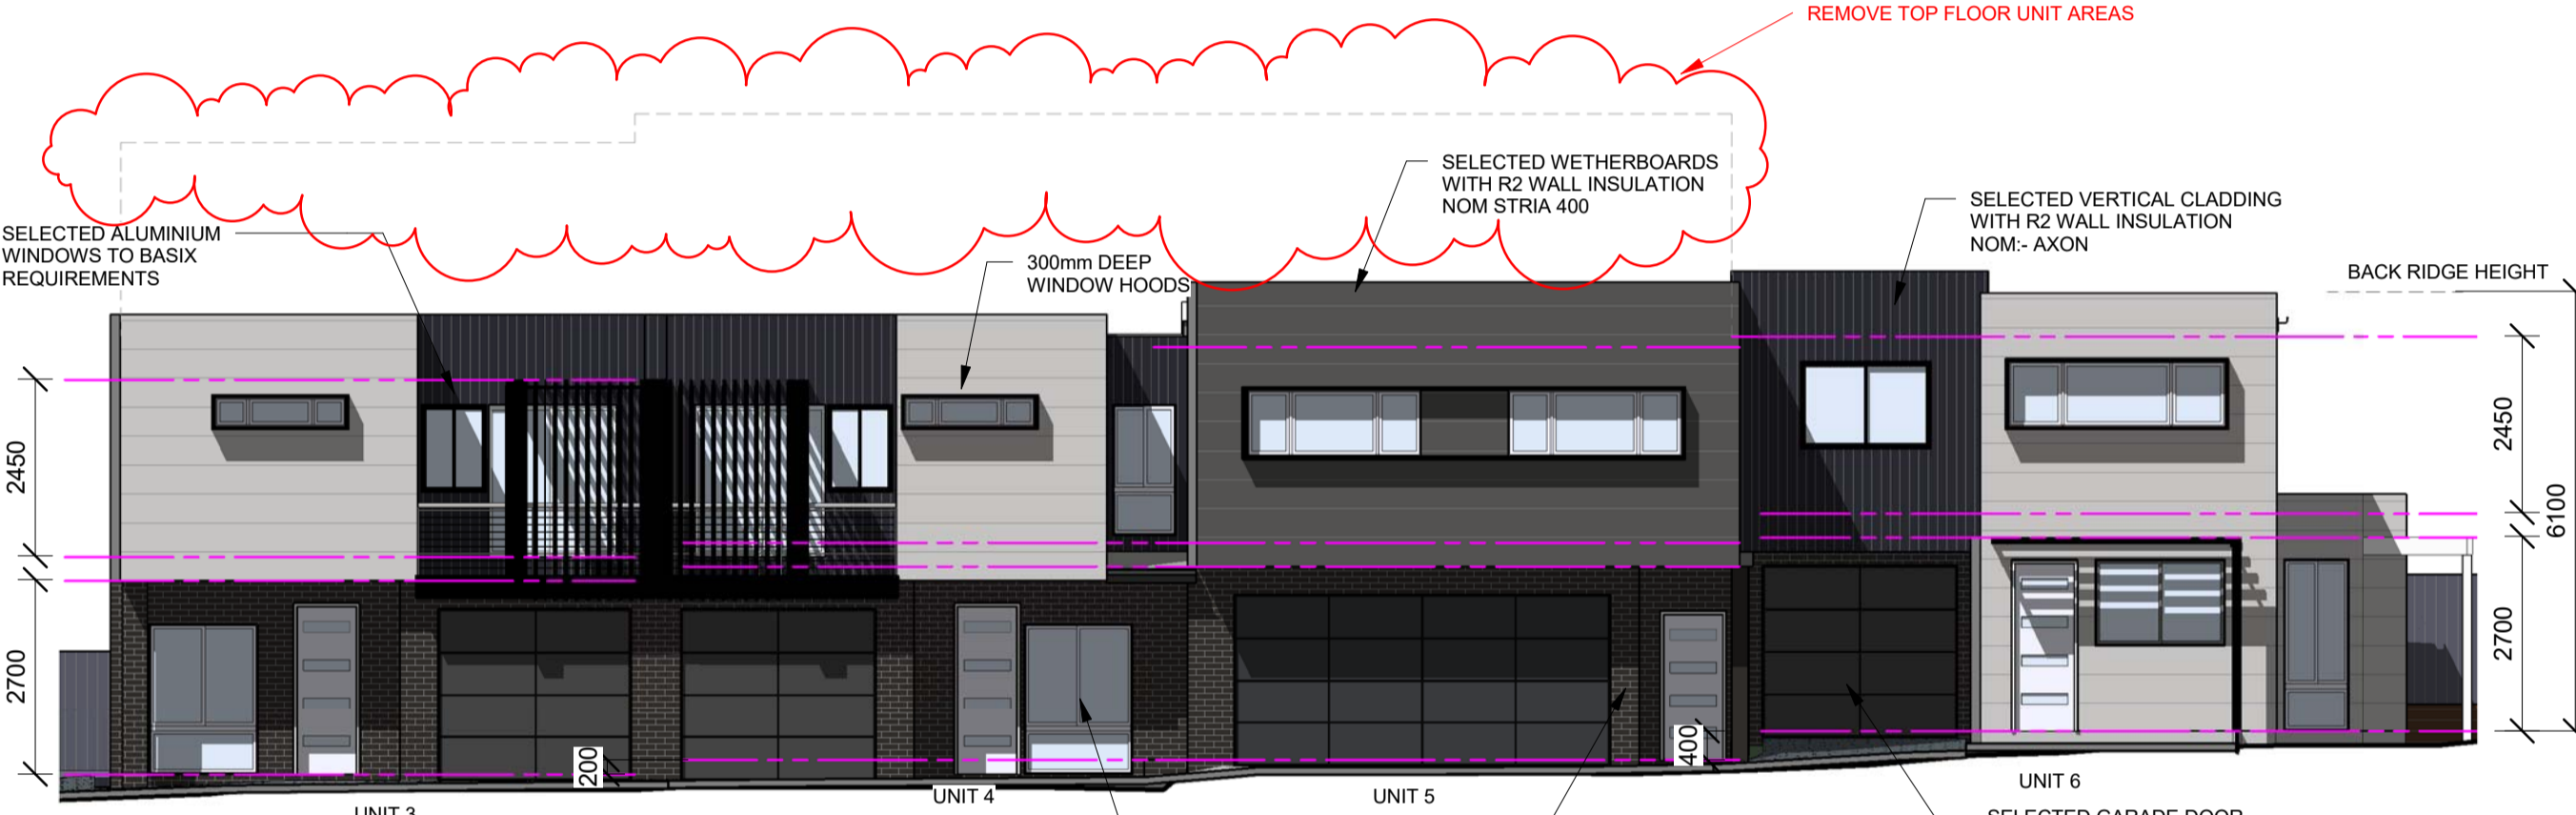 REMOVE TOP FLOOR UNIT AREAS
SELECTED WETHERBOARDS
WITH R2 WALL INSULATION
NOM STRIA 400
SELECTED VERTICAL CLADDING
WITH R2 WALL INSULATION
NOM:- AXON
SELECTED ALUMINIUM
WINDOWS TO BASIX
REQUIREMENTS
300mm DEEP
WINDOW HOODS
BACK RIDGE HEIGHT
2450
2700
200
400
2450
2700
6100
UNIT 3
UNIT 4
UNIT 5
UNIT 6
SELECTED GARADE DOOR